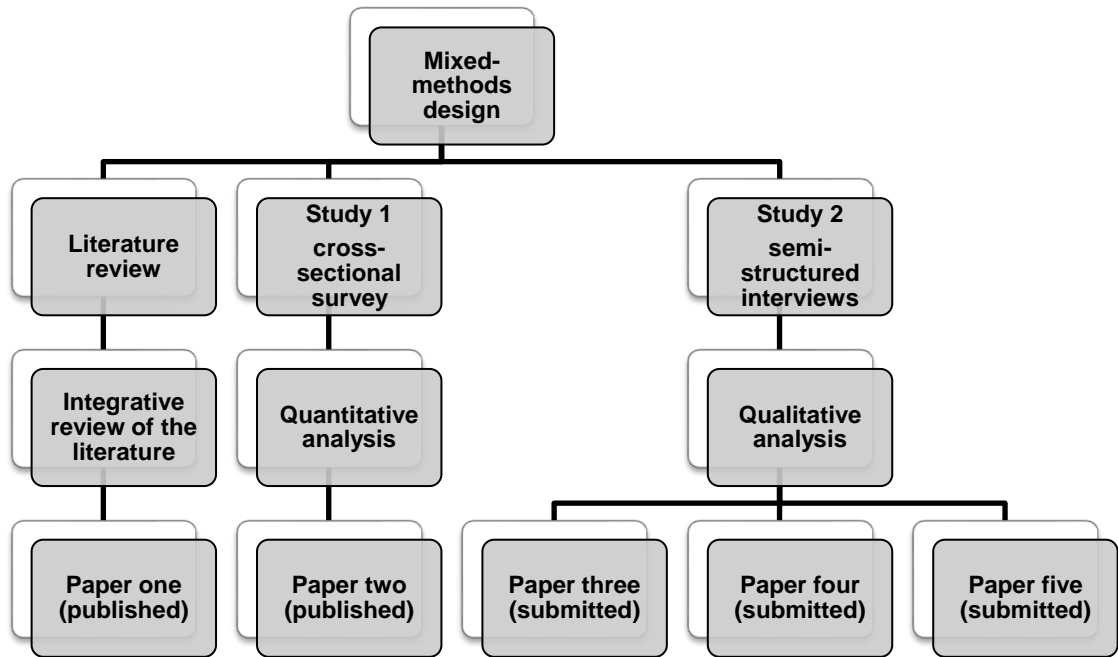 Mixed-
methods
design
Literature
review
Study 1
cross-
sectional
survey
Study 2
semi-
structured
interviews
Integrative
review of the
literature
Quantitative
analysis
Qualitative
analysis
Paper one
(published)
Paper two
(published)
Paper three
(submitted)
Paper four
(submitted)
Paper five
(submitted)